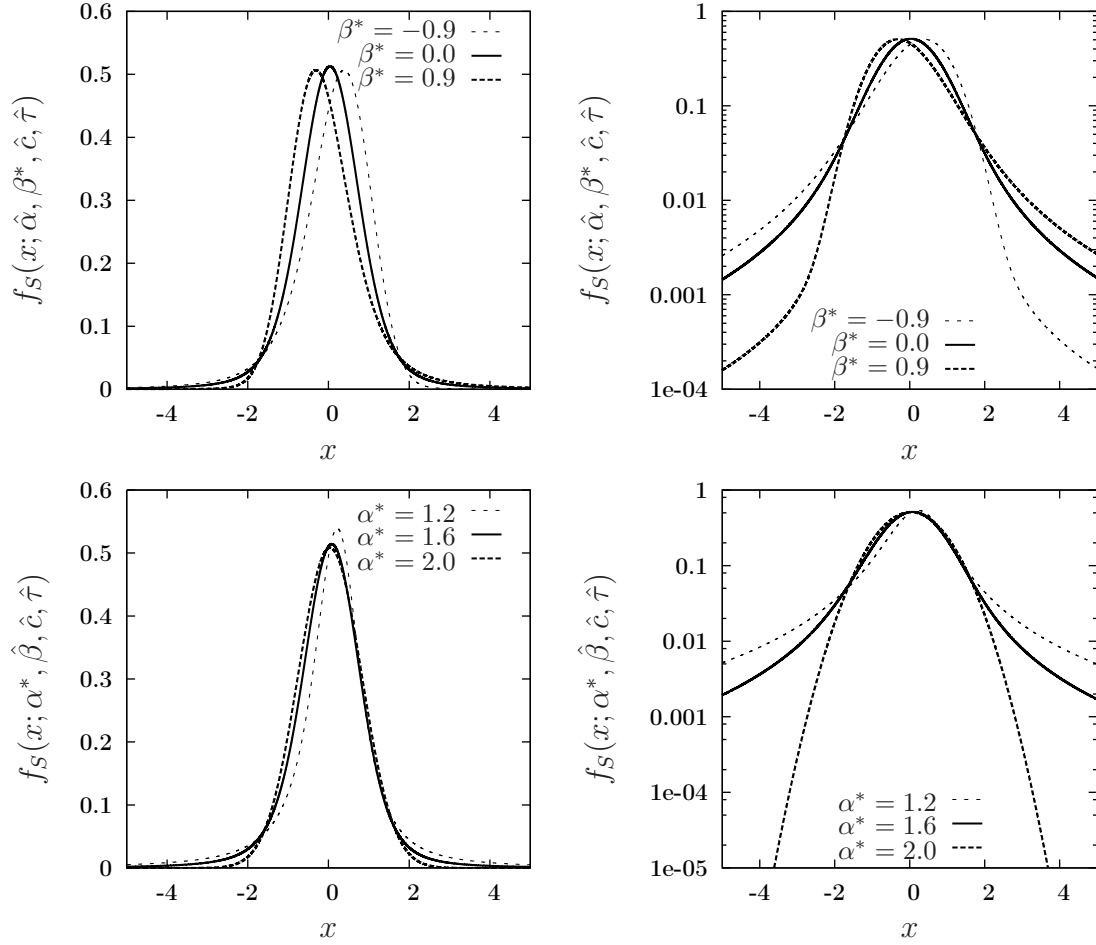 0.6
0.5
0.4
0.3
0.2
0.1
0
-4 -2 0 2 4
x
f_S(x; α̂, β*, ĉ, τ̂)
β* = −0.9
β* = 0.0
β* = 0.9
1
0.1
0.01
0.001
1e-04
-4 -2 0 2 4
x
f_S(x; α̂, β*, ĉ, τ̂)
β* = −0.9
β* = 0.0
β* = 0.9
0.6
0.5
0.4
0.3
0.2
0.1
0
-4 -2 0 2 4
x
f_S(x; α*, β̂, ĉ, τ̂)
α* = 1.2
α* = 1.6
α* = 2.0
1
0.1
0.01
0.001
1e-04
1e-05
-4 -2 0 2 4
x
f_S(x; α*, β̂, ĉ, τ̂)
α* = 1.2
α* = 1.6
α* = 2.0